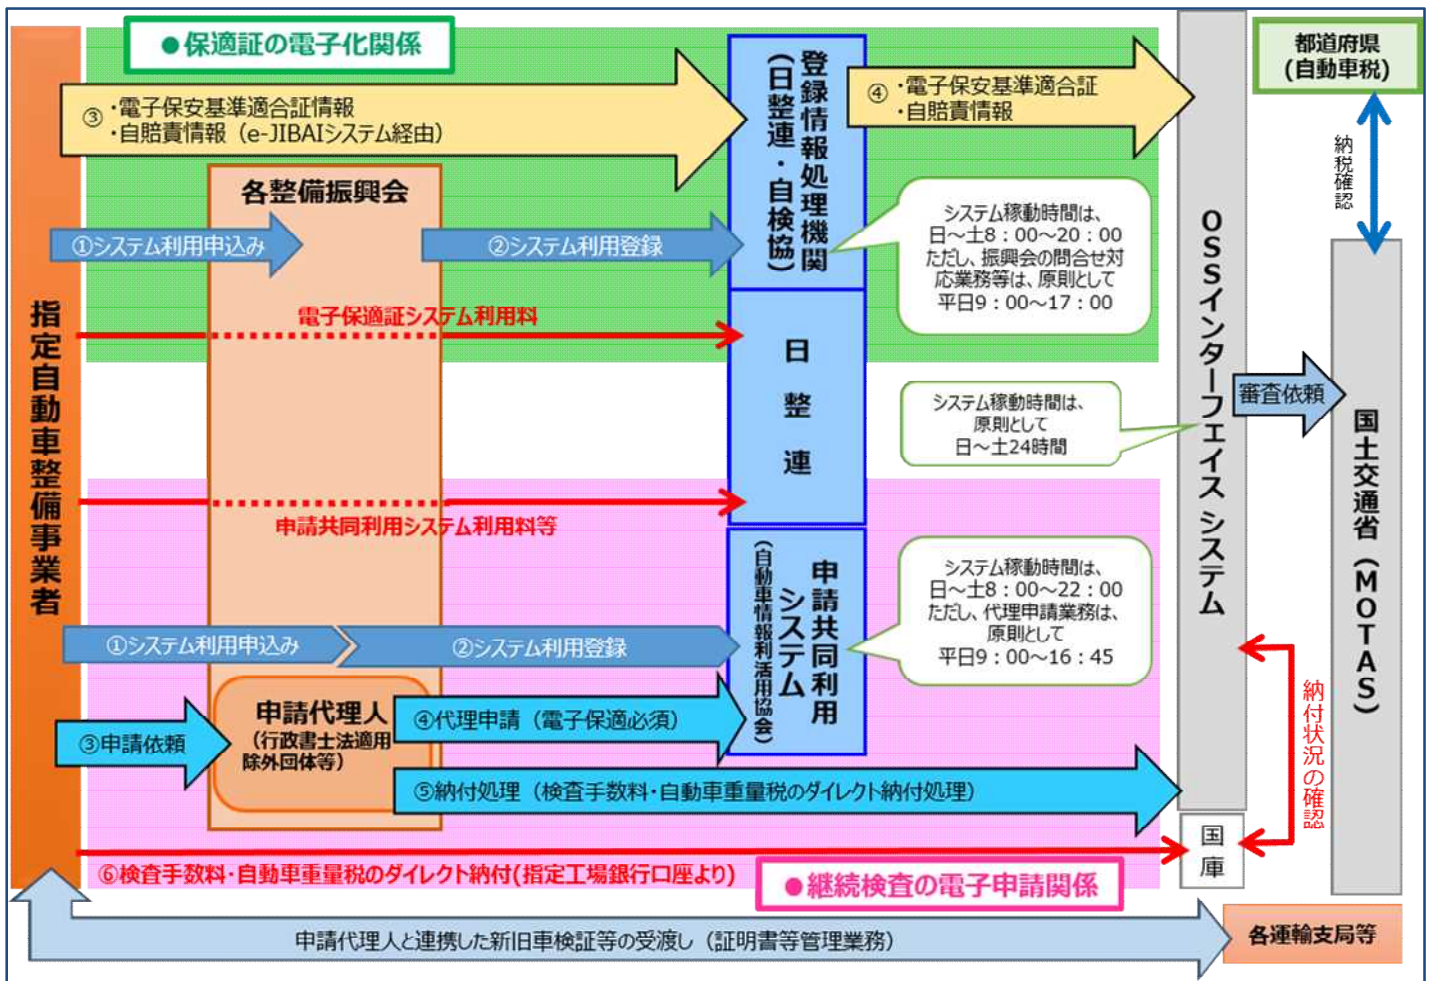 ●保適証の電子化関係
指定自動車整備事業者
③
・電子保安基準適合証情報
・自賠責情報（e-JIBAIシステム経由）
各整備振興会
①システム利用申込み
②システム利用登録
電子保適証システム利用料
登録情報処理機関
（日整連・自検協）
④
・電子保安基準適合証
・自賠責情報
システム稼動時間は、
日～土8：00～20：00
ただし、振興会の問合せ対
応業務等は、原則として
平日9：00～17：00
日整連
システム稼動時間は、
原則として
日～土24時間
OSSインターフェイス システム
都道府県
(自動車税)
納税確認
審査依頼
国土交通省（MOTAS）
申請共同利用システム利用料等
①システム利用申込み
②システム利用登録
申請共同利用
システム
（自動車情報利活用協会）
システム稼動時間は、
日～土8：00～22：00
ただし、代理申請業務は、
原則として
平日9：00～16：45
③申請依頼
申請代理人
（行政書士法適用
除外団体等）
④代理申請（電子保適必須）
⑤納付処理（検査手数料・自動車重量税のダイレクト納付処理）
⑥検査手数料・自動車重量税のダイレクト納付(指定工場銀行口座より)
国庫
納付状況の確認
●継続検査の電子申請関係
申請代理人と連携した新旧車検証等の受渡し（証明書等管理業務）
各運輸支局等